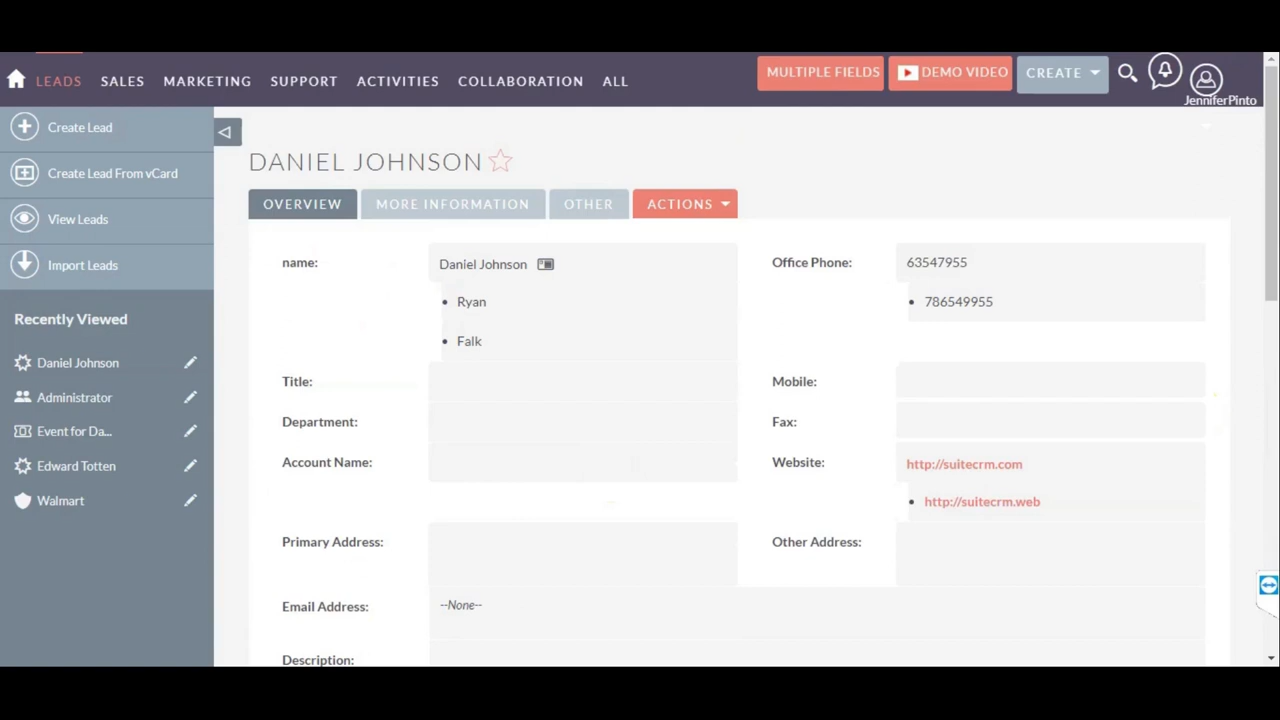 LEADS SALES MARKETING SUPPORT ACTIVITIES COLLABORATION ALL MULTIPLE FIELDS DEMO VIDEO CREATE
JenniferPinto
Create Lead
Create Lead From vCard
View Leads
Import Leads
Recently Viewed
Daniel Johnson
Administrator
Event for Da...
Edward Totten
Walmart
DANIEL JOHNSON
OVERVIEW MORE INFORMATION OTHER ACTIONS
name: Daniel Johnson Office Phone: 63547955
• Ryan • 786549955
• Falk
Title: Mobile:
Department: Fax:
Account Name: Website: http://suitecrm.com
• http://suitecrm.web
Primary Address: Other Address:
Email Address: --None--
Description: